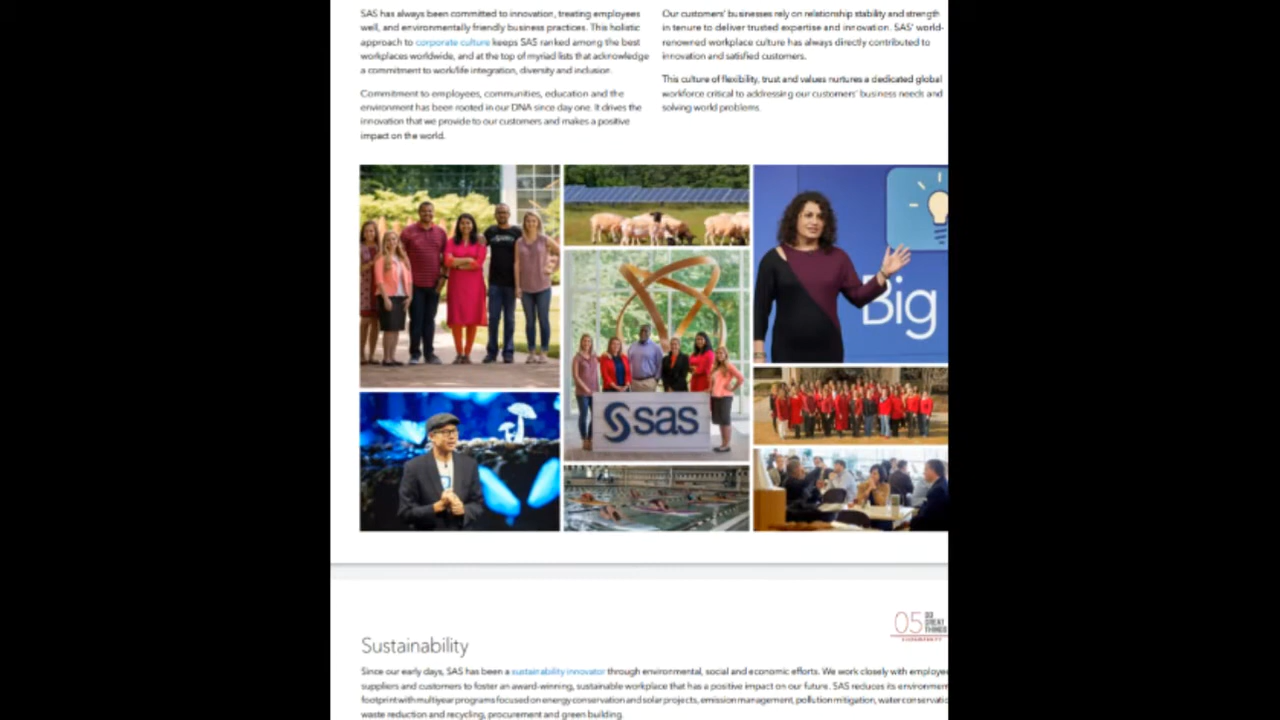 SAS has always been committed to innovation, treating employees
well, and environmentally friendly business practices. This holistic
approach to corporate culture keeps SAS ranked among the best
workplaces worldwide, and at the top of myriad lists that acknowledge
a commitment to work/life integration, diversity and inclusion.
Commitment to employees, communities, education and the
environment has been rooted in our DNA since day one. It drives the
innovation that we provide to our customers and makes a positive
impact on the world.
Our customers' businesses rely on relationship stability and strength
in tenure to deliver trusted expertise and innovation. SAS' world-
renowned workplace culture has always directly contributed to
innovation and satisfied customers.
This culture of flexibility, trust and values nurtures a dedicated global
workforce critical to addressing our customers' business needs and
solving world problems.
Big
sas
05 DO
GREAT
THINGS
Sustainability
Since our early days, SAS has been a sustainability innovator through environmental, social and economic efforts. We work closely with employee
suppliers and customers to foster an award-winning, sustainable workplace that has a positive impact on our future. SAS reduces its environmen
footprint with multiyear programs focused on energy conservation and solar projects, emission management, pollution mitigation, water conservatio
waste reduction and recycling, procurement and green building.